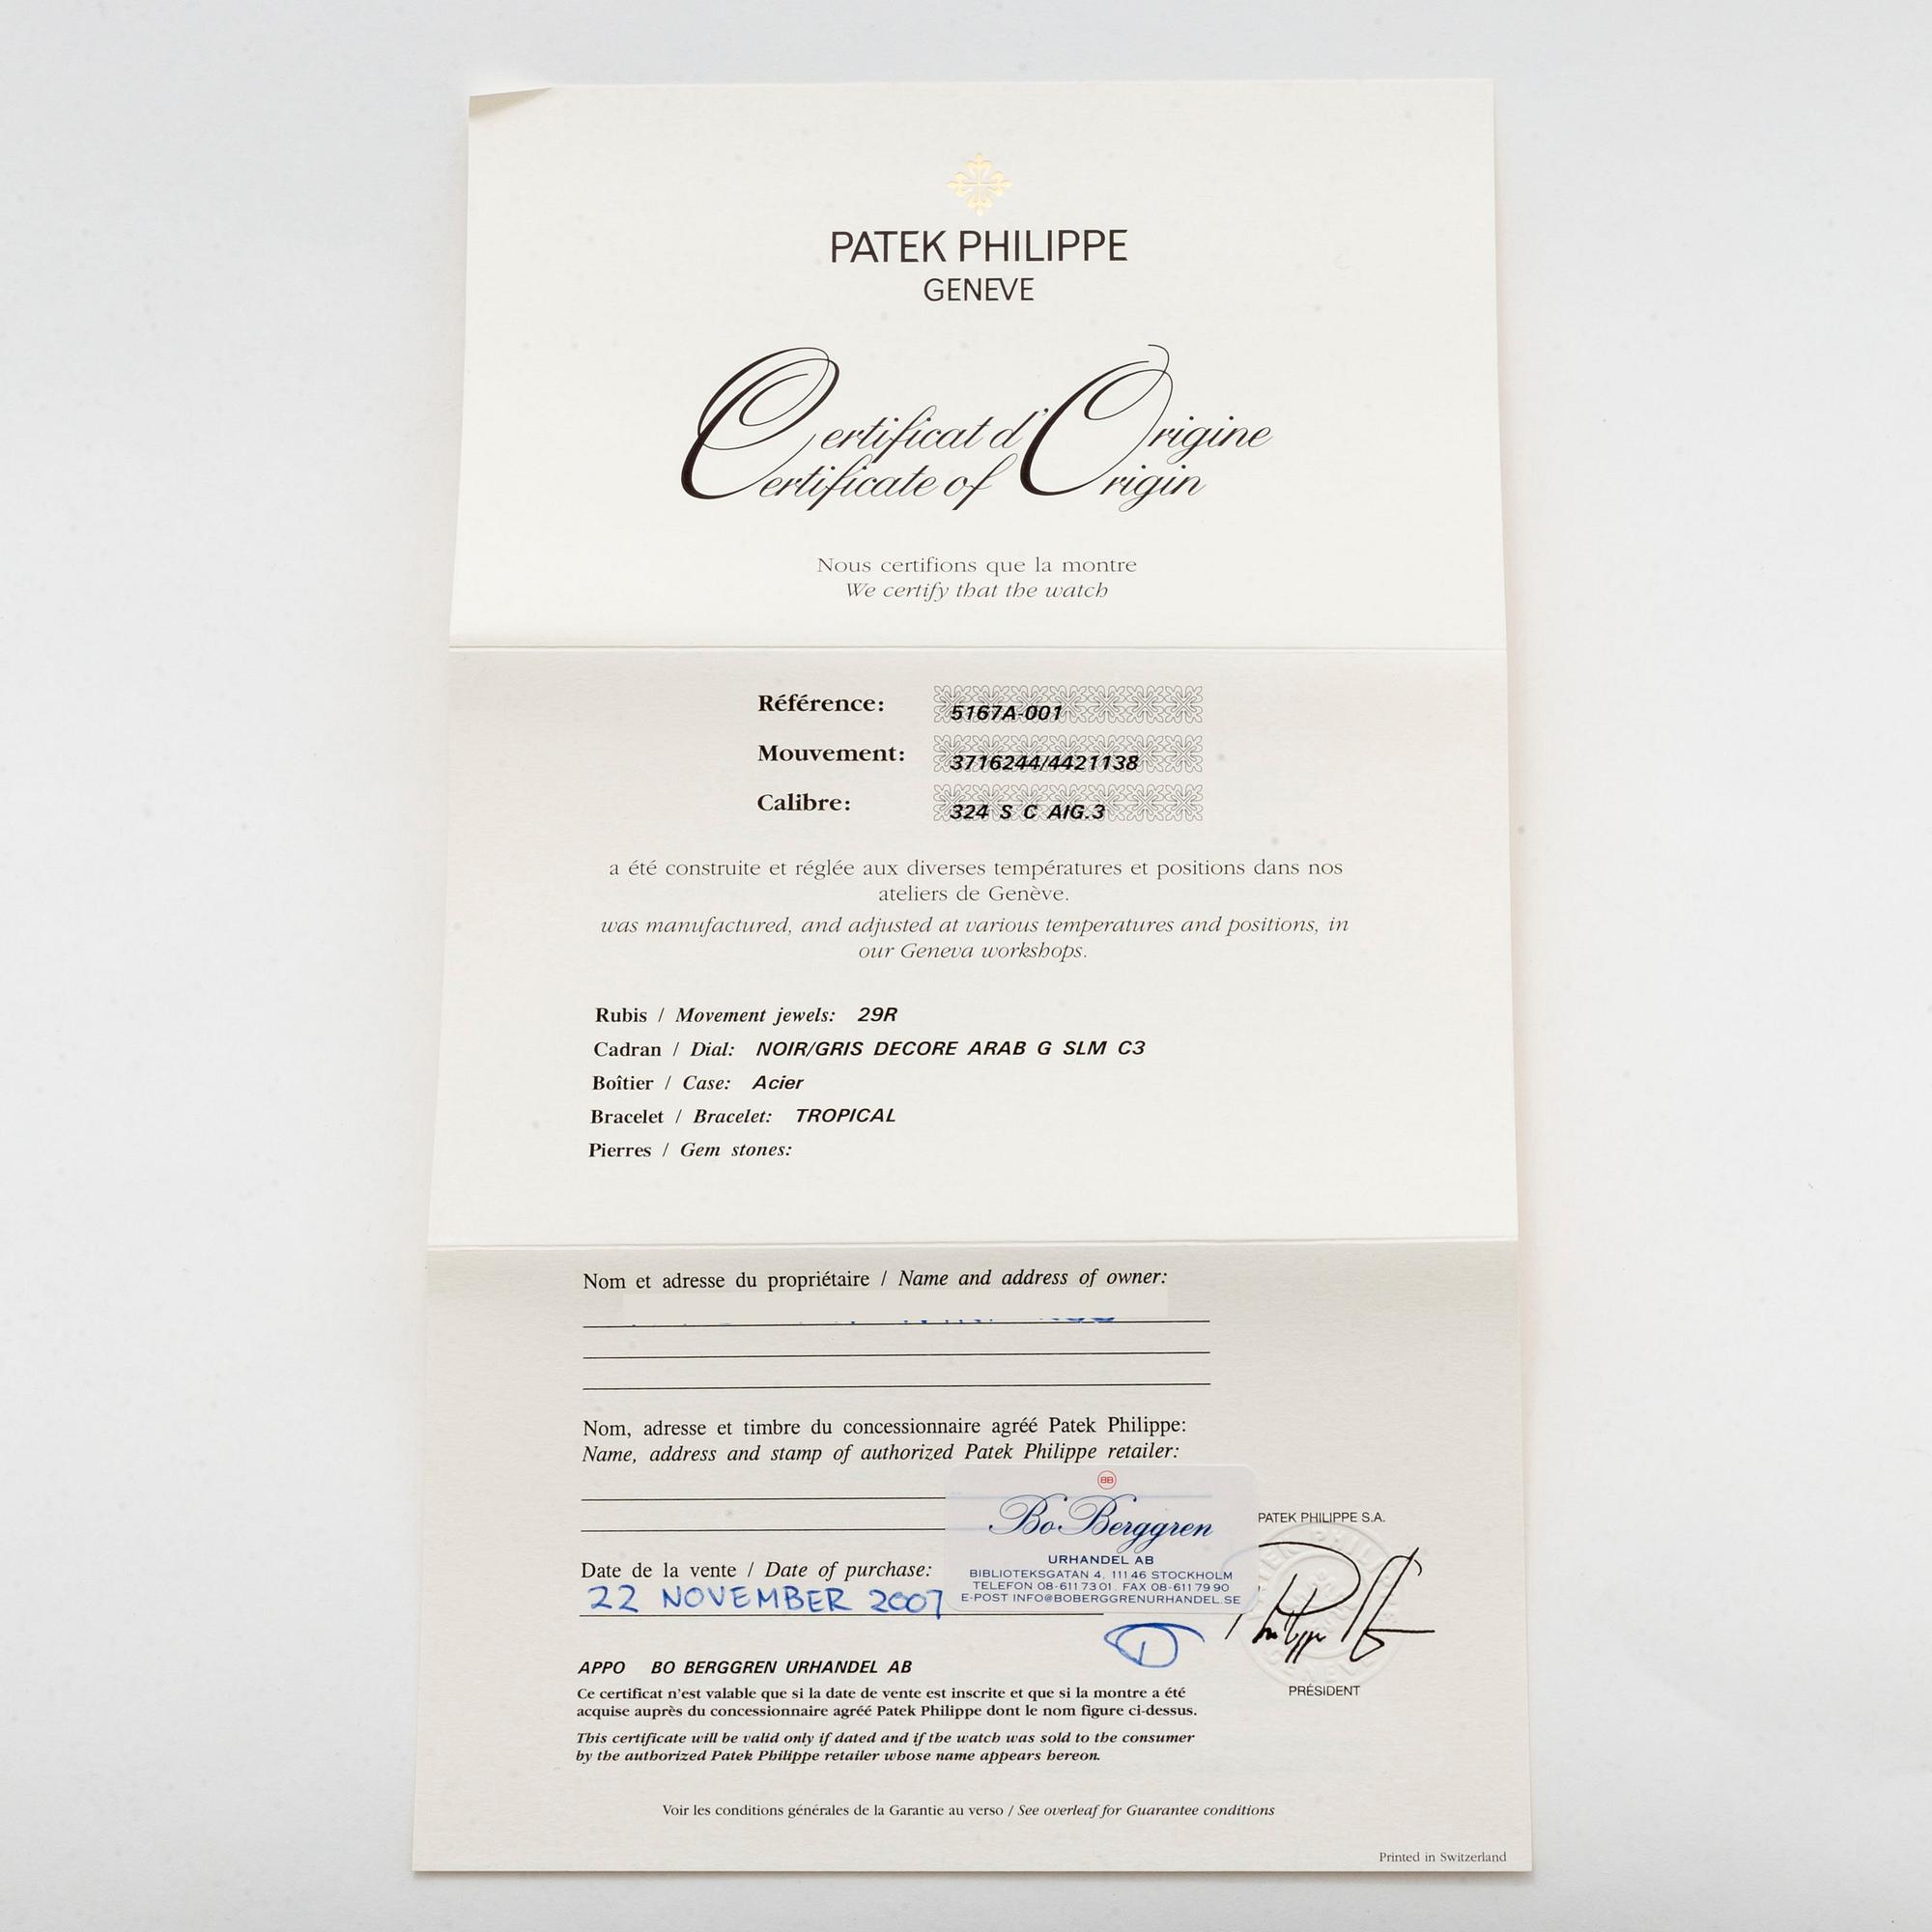 PATEK PHILIPPE
GENEVE
Certificat d'Origine
Certificate of Origin
Nous certifions que la montre
We certify that the watch
Référence: 5167A-001
Mouvement: 3716244/4421138
Calibre: 324 S C AIG.3
a été construite et réglée aux diverses températures et positions dans nos
ateliers de Genève.
was manufactured, and adjusted at various temperatures and positions, in
our Geneva workshops.
Rubis / Movement jewels: 29R
Cadran / Dial: NOIR/GRIS DECORE ARAB G SLM C3
Boîtier / Case: Acier
Bracelet / Bracelet: TROPICAL
Pierres / Gem stones:
Nom et adresse du propriétaire / Name and address of owner:
Nom, adresse et timbre du concessionnaire agréé Patek Philippe:
Name, address and stamp of authorized Patek Philippe retailer:
BB
Bo Berggren
URHANDEL AB
BIBLIOTEKSGATAN 4, 111 46 STOCKHOLM
TELEFON 08-611 73 01. FAX 08-611 79 90
E-POST INFO@BOBERGGRENURHANDEL.SE
PATEK PHILIPPE S.A.
PRÉSIDENT
Date de la vente / Date of purchase:
22 NOVEMBER 2007
APPO BO BERGGREN URHANDEL AB
Ce certificat n'est valable que si la date de vente est inscrite et que si la montre a été
acquise auprès du concessionnaire agréé Patek Philippe dont le nom figure ci-dessus.
This certificate will be valid only if dated and if the watch was sold to the consumer
by the authorized Patek Philippe retailer whose name appears hereon.
Voir les conditions générales de la Garantie au verso / See overleaf for Guarantee conditions
Printed in Switzerland